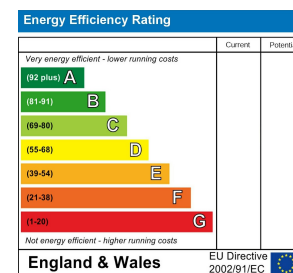 Energy Efficiency Rating
Current
Very energy efficient - lower running costs
(92 plus) A
(81-91) B
(69-80) C
(55-68) D
(39-54) E
(21-38) F
(1-20) G
Not energy efficient - higher running costs
England & Wales
EU Directive
2002/91/EC